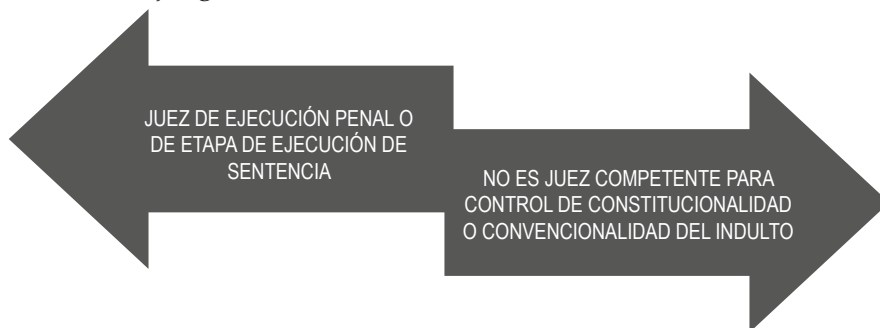 JUEZ DE EJECUCIÓN PENAL O
DE ETAPA DE EJECUCIÓN DE
SENTENCIA
NO ES JUEZ COMPETENTE PARA
CONTROL DE CONSTITUCIONALIDAD
O CONVENCIONALIDAD DEL INDULTO